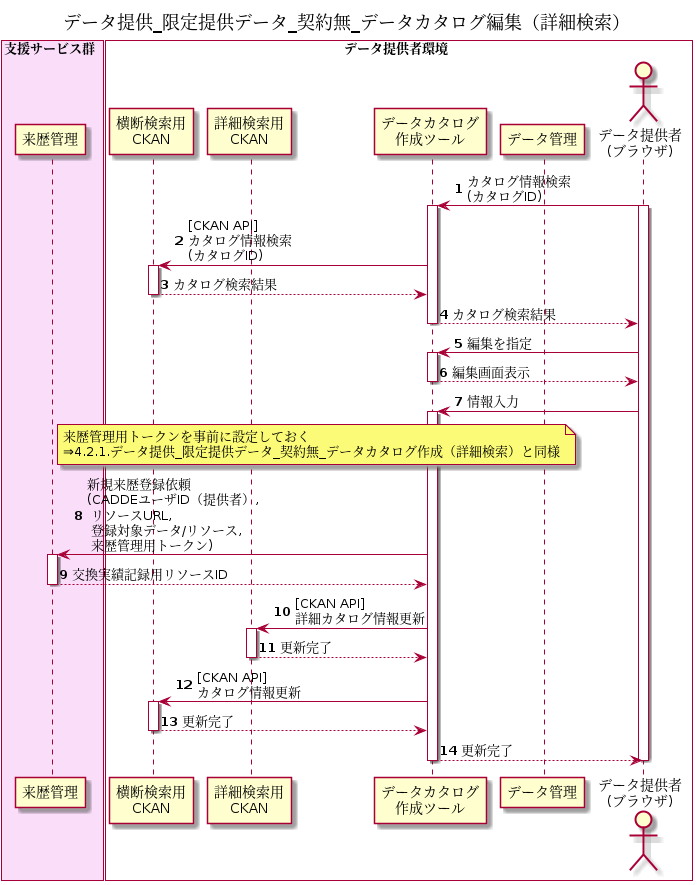 データ提供_限定提供データ_契約無_データカタログ編集（詳細検索）
支援サービス群
データ提供者環境
来歴管理
横断検索用
CKAN
詳細検索用
CKAN
データカタログ
作成ツール
データ管理
データ提供者
（ブラウザ）
1 カタログ情報検索
（カタログID）
[CKAN API]
2 カタログ情報検索
（カタログID）
3 カタログ検索結果
4 カタログ検索結果
5 編集を指定
6 編集画面表示
7 情報入力
来歴管理用トークンを事前に設定しておく
⇒4.2.1.データ提供_限定提供データ_契約無_データカタログ作成（詳細検索）と同様
新規来歴登録依頼
（CADDEユーザID（提供者）,
8 リソースURL,
登録対象データ/リソース,
来歴管理用トークン）
9 交換実績記録用リソースID
[CKAN API]
10 詳細カタログ情報更新
11 更新完了
[CKAN API]
12 カタログ情報更新
13 更新完了
14 更新完了
来歴管理
横断検索用
CKAN
詳細検索用
CKAN
データカタログ
作成ツール
データ管理
データ提供者
（ブラウザ）